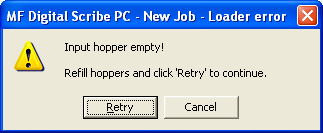 MF Digital Scribe PC - New Job - Loader error
Input hopper empty!
Refill hoppers and click 'Retry' to continue.
Retry
Cancel